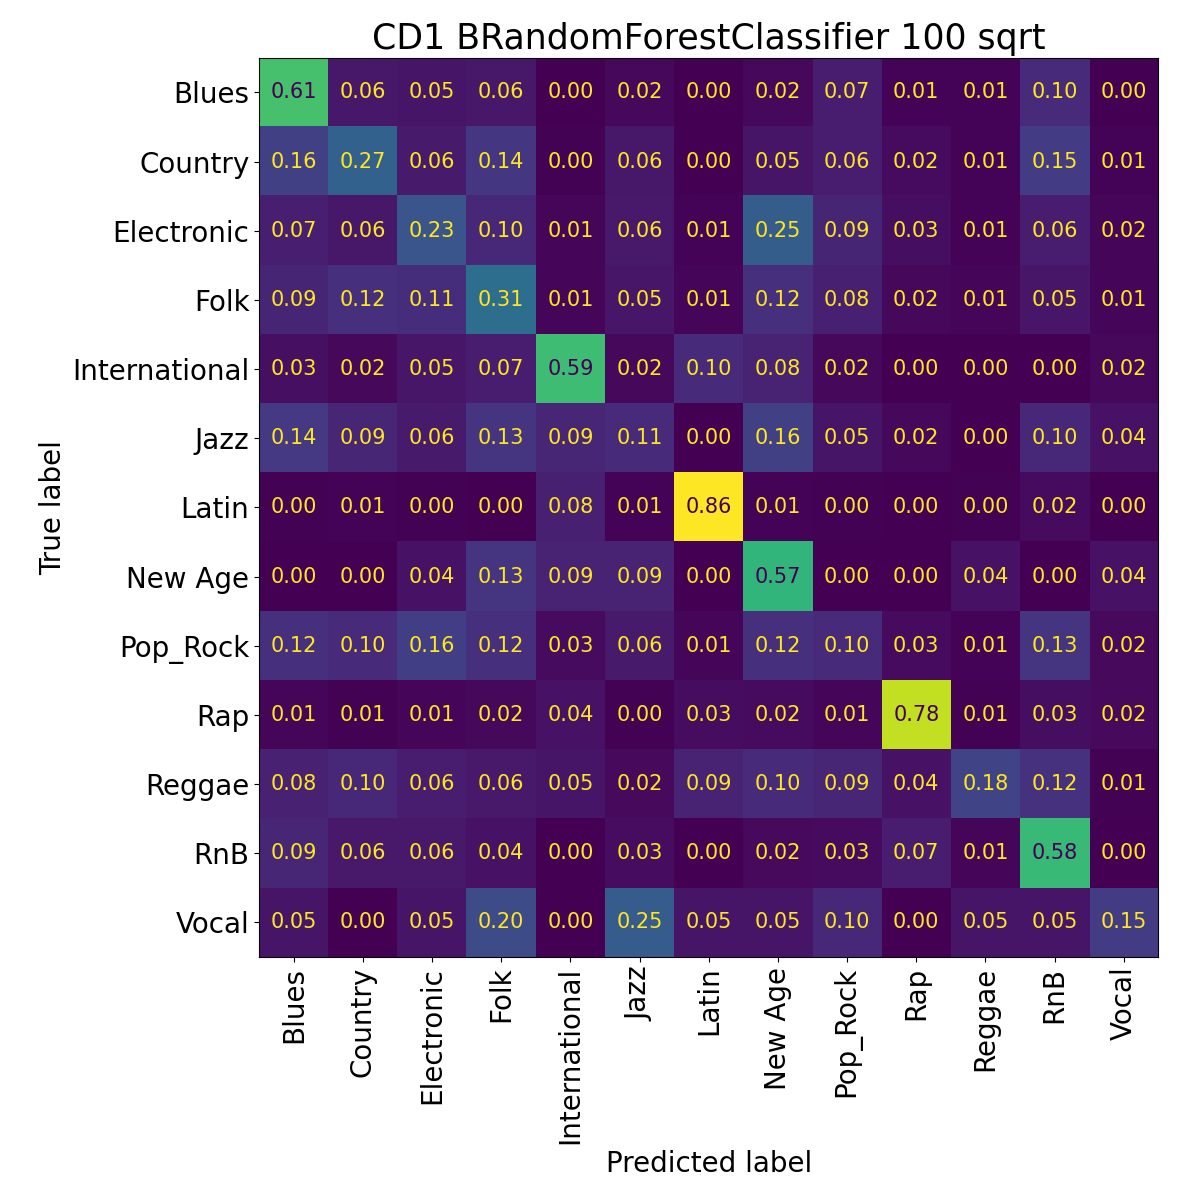 CD1 BRandomForestClassifier 100 sqrt
True label
Blues 0.61 0.06 0.05 0.06 0.00 0.02 0.00 0.02 0.07 0.01 0.01 0.10 0.00
Country 0.16 0.27 0.06 0.14 0.00 0.06 0.00 0.05 0.06 0.02 0.01 0.15 0.01
Electronic 0.07 0.06 0.23 0.10 0.01 0.06 0.01 0.25 0.09 0.03 0.01 0.06 0.02
Folk 0.09 0.12 0.11 0.31 0.01 0.05 0.01 0.12 0.08 0.02 0.01 0.05 0.01
International 0.03 0.02 0.05 0.07 0.59 0.02 0.10 0.08 0.02 0.00 0.00 0.00 0.02
Jazz 0.14 0.09 0.06 0.13 0.09 0.11 0.00 0.16 0.05 0.02 0.00 0.10 0.04
Latin 0.00 0.01 0.00 0.00 0.08 0.01 0.86 0.01 0.00 0.00 0.00 0.02 0.00
New Age 0.00 0.00 0.04 0.13 0.09 0.09 0.00 0.57 0.00 0.00 0.04 0.00 0.04
Pop_Rock 0.12 0.10 0.16 0.12 0.03 0.06 0.01 0.12 0.10 0.03 0.01 0.13 0.02
Rap 0.01 0.01 0.01 0.02 0.04 0.00 0.03 0.02 0.01 0.78 0.01 0.03 0.02
Reggae 0.08 0.10 0.06 0.06 0.05 0.02 0.09 0.10 0.09 0.04 0.18 0.12 0.01
RnB 0.09 0.06 0.06 0.04 0.00 0.03 0.00 0.02 0.03 0.07 0.01 0.58 0.00
Vocal 0.05 0.00 0.05 0.20 0.00 0.25 0.05 0.05 0.10 0.00 0.05 0.05 0.15
Blues Country Electronic Folk International Jazz Latin New Age Pop_Rock Rap Reggae RnB Vocal
Predicted label